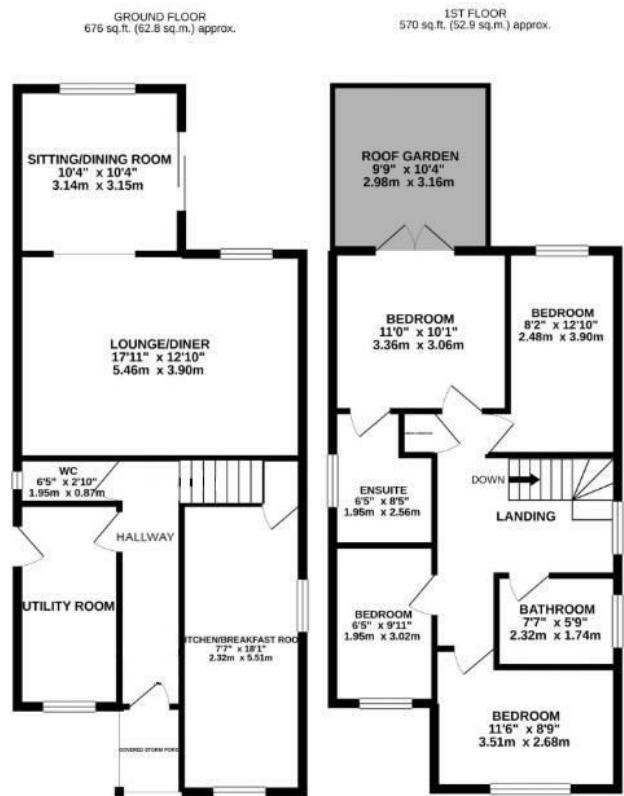 GROUND FLOOR
676 sq.ft. (62.8 sq.m.) approx.
SITTING/DINING ROOM
10'4" x 10'4"
3.14m x 3.15m
LOUNGE/DINER
17'11" x 12'10"
5.46m x 3.90m
WC
6'5" x 2'10"
1.95m x 0.87m
HALLWAY
UTILITY ROOM
ITCHEN/BREAKFAST ROO
7'7" x 18'1"
2.32m x 5.51m
COVERED STORM PORC
1ST FLOOR
570 sq.ft. (52.9 sq.m.) approx.
ROOF GARDEN
9'9" x 10'4"
2.98m x 3.16m
BEDROOM
11'0" x 10'1"
3.36m x 3.06m
BEDROOM
8'2" x 12'10"
2.48m x 3.90m
ENSUITE
6'5" x 8'5"
1.95m x 2.56m
DOWN
LANDING
BEDROOM
6'5" x 9'11"
1.95m x 3.02m
BATHROOM
7'7" x 5'9"
2.32m x 1.74m
BEDROOM
11'6" x 8'9"
3.51m x 2.68m